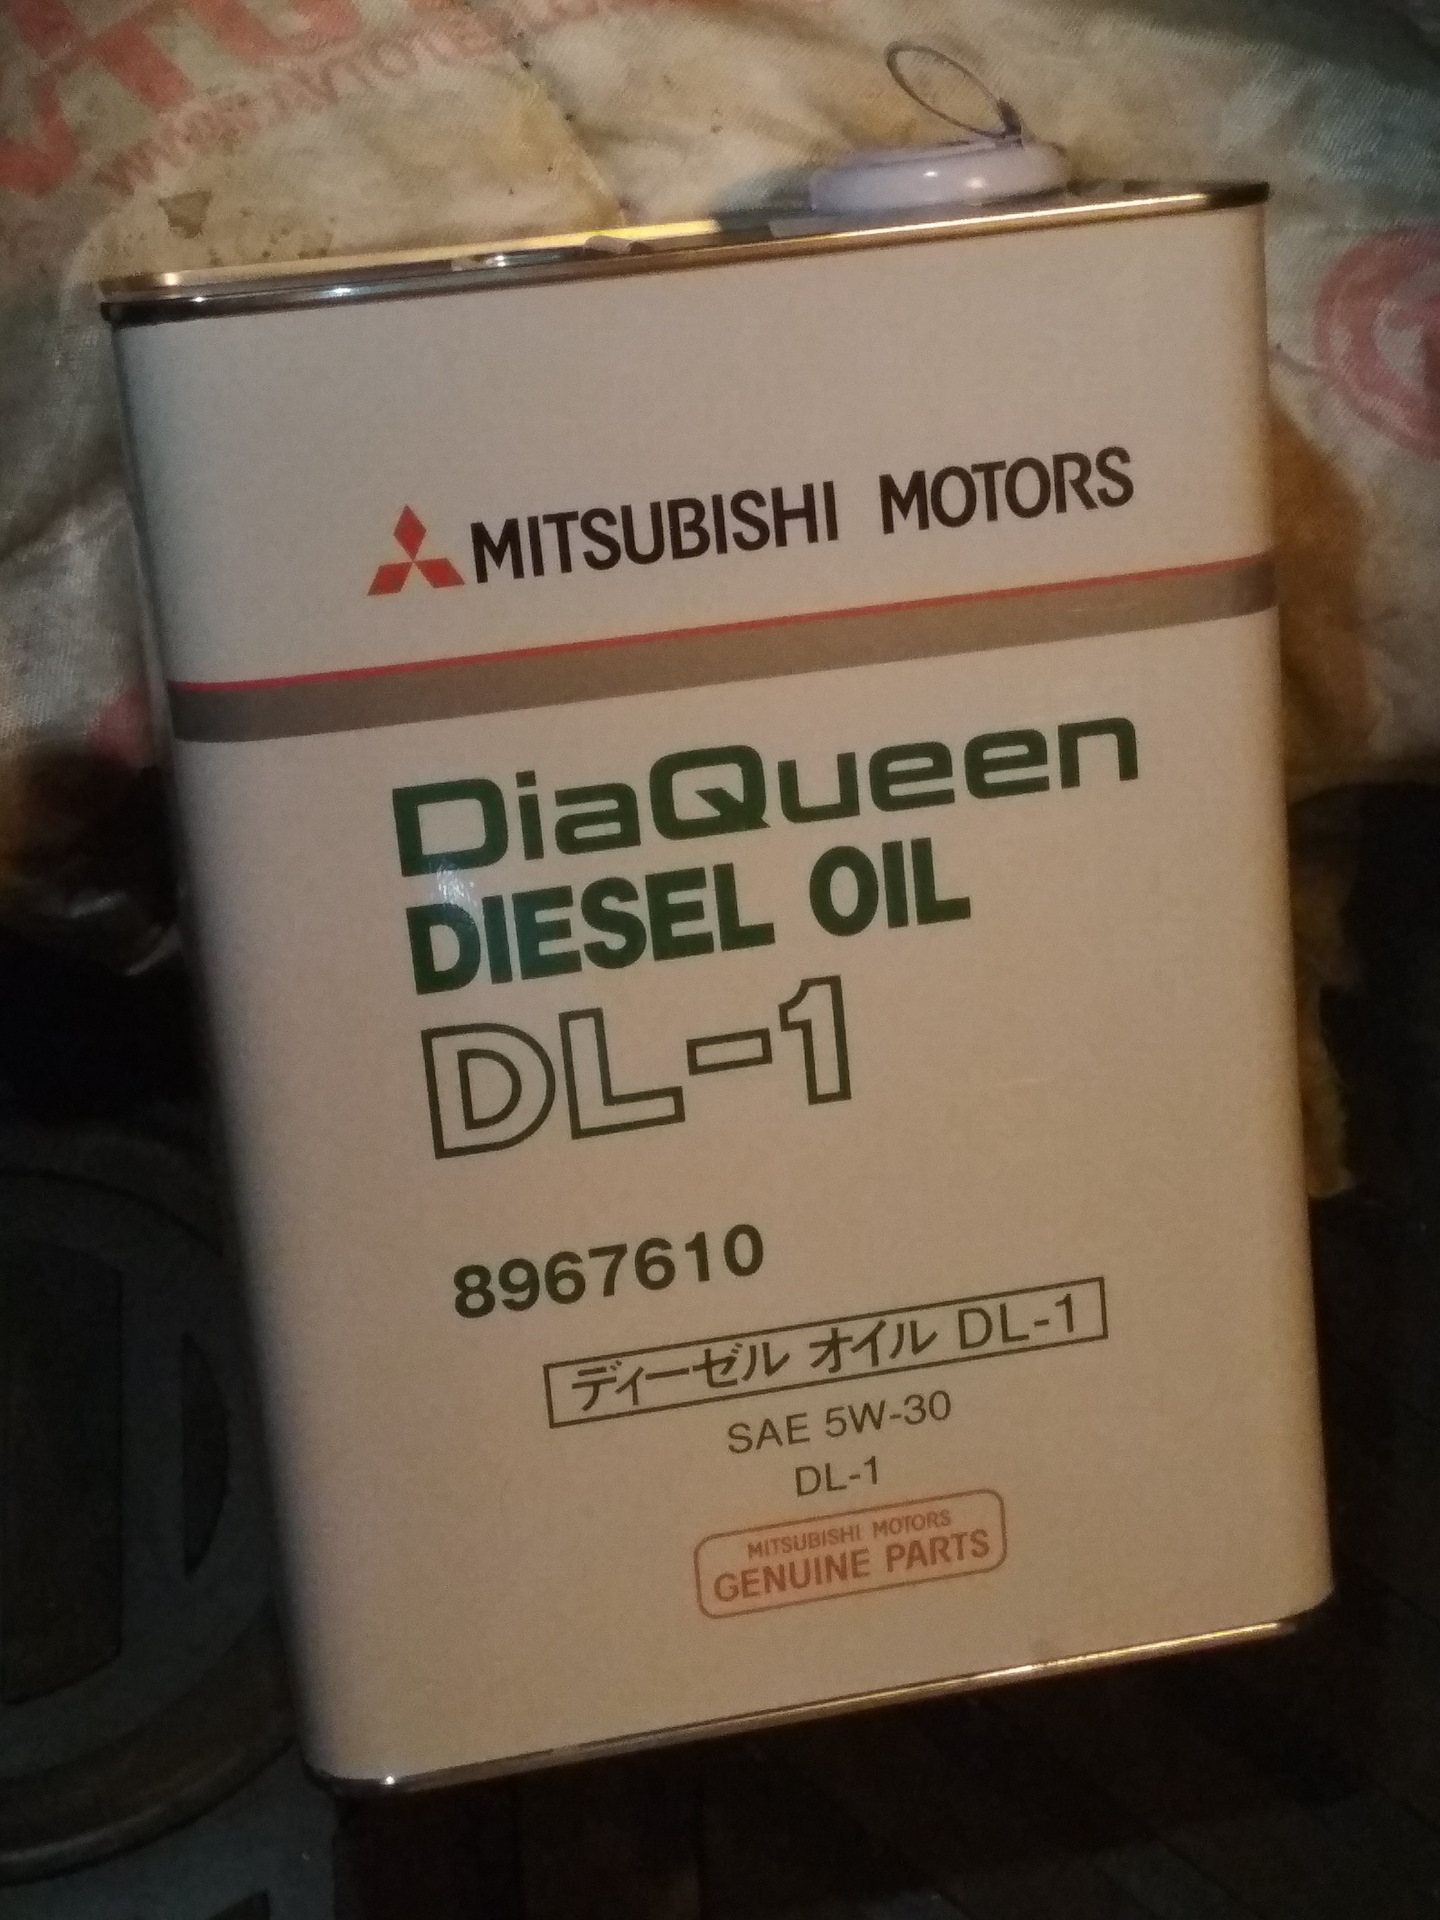 MITSUBISHI MOTORS
DiaQueen
DIESEL OIL
DL-1
8967610
ディーゼル オイル DL-1
SAE 5W-30
DL-1
MITSUBISHI MOTORS
GENUINE PARTS